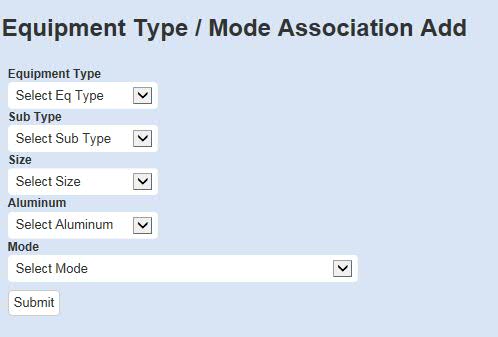 Equipment Type / Mode Association Add
Equipment Type
Select Eq Type
Sub Type
Select Sub Type
Size
Select Size
Aluminum
Select Aluminum
Mode
Select Mode
Submit